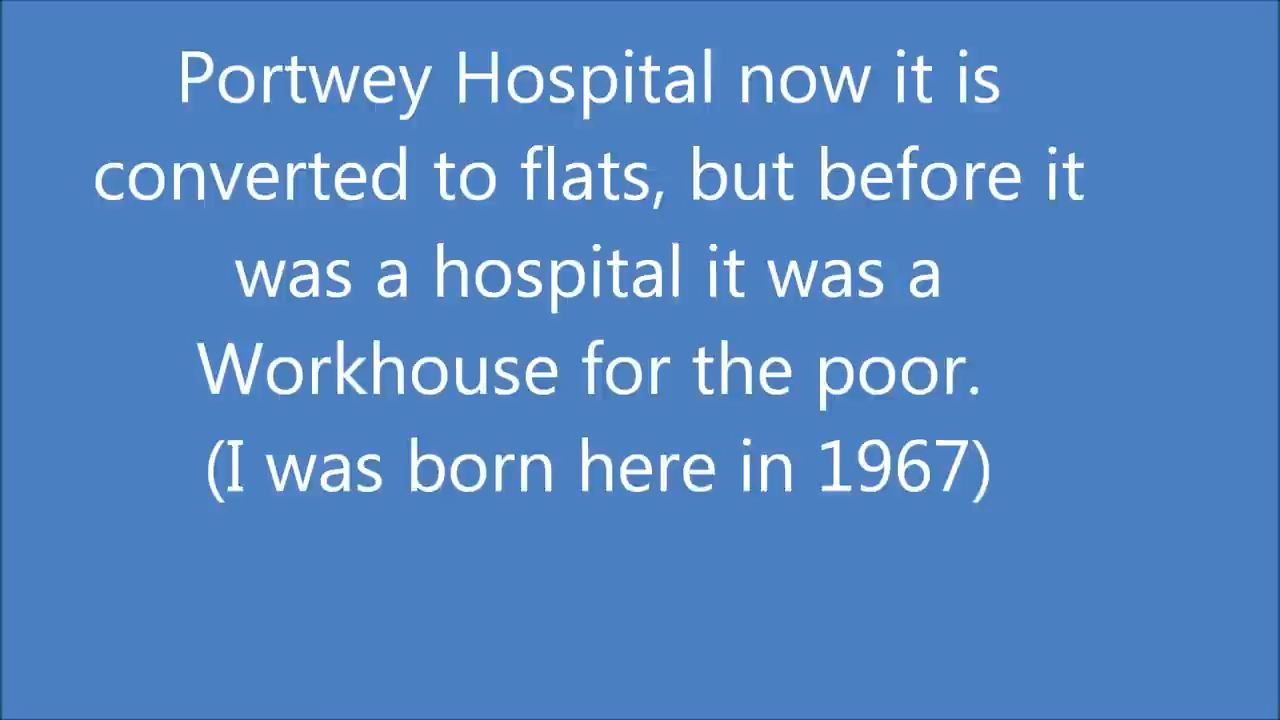 Portwey Hospital now it is
converted to flats, but before it
was a hospital it was a
Workhouse for the poor.
(I was born here in 1967)